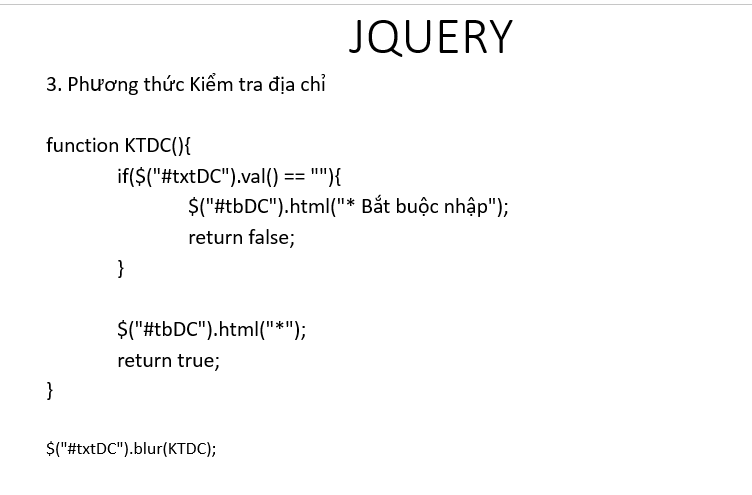 JQUERY
3. Phương thức Kiểm tra địa chỉ
function KTDC(){
if($("#txtDC").val() == ""){
$("#tbDC").html("* Bắt buộc nhập");
return false;
}
$("#tbDC").html("*");
return true;
}
$("#txtDC").blur(KTDC);